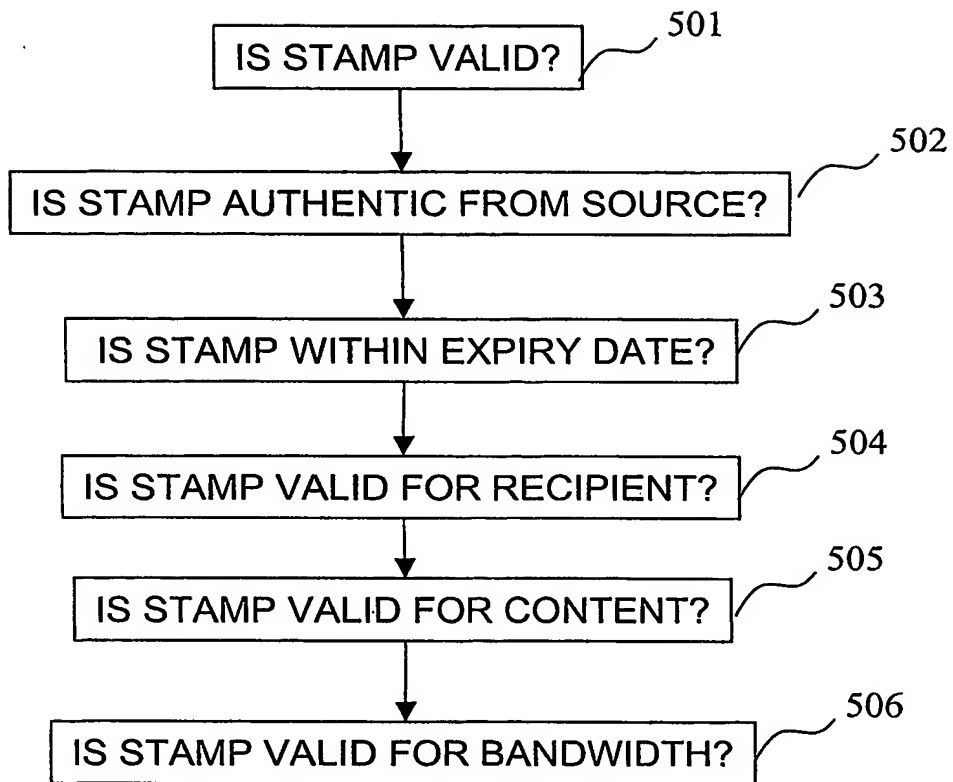 501
IS STAMP VALID?
502
IS STAMP AUTHENTIC FROM SOURCE?
503
IS STAMP WITHIN EXPIRY DATE?
504
IS STAMP VALID FOR RECIPIENT?
505
IS STAMP VALID FOR CONTENT?
506
IS STAMP VALID FOR BANDWIDTH?